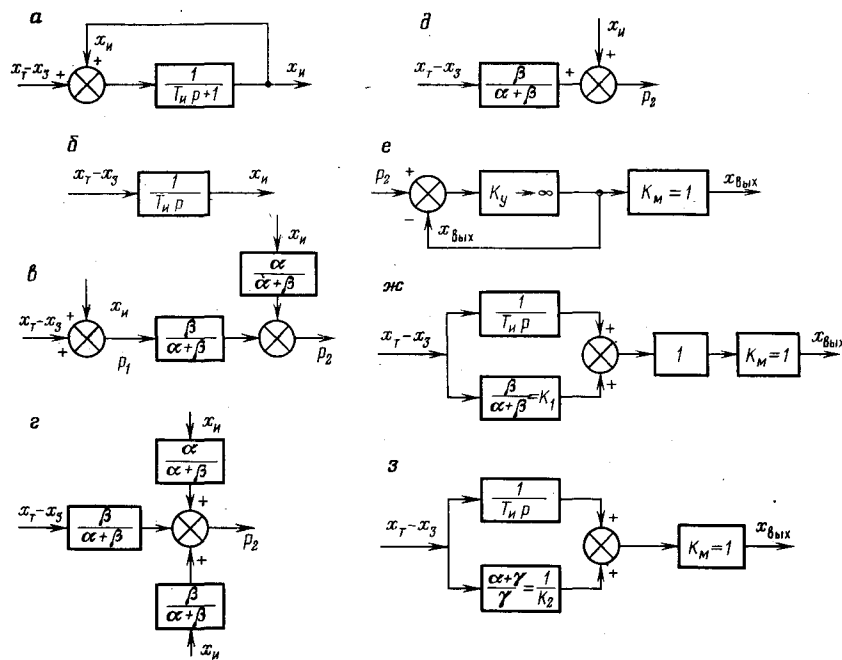 а
x_и
x_т−x_з
+
+
1
T_и p+1
x_и
б
x_т−x_з
1
T_и p
x_и
в
x_и
α
α+β
+
x_т−x_з
+
x_и
p_1
β
α+β
p_2
г
x_и
α
α+β
+
x_т−x_з
β
α+β
p_2
+
β
α+β
x_и
д
x_и
+
x_т−x_з
β
α+β
+
p_2
е
p_2
+
−
K_у → ∞
x_вых
K_м = 1
x_вых
ж
x_т−x_з
1
T_и p
+
β
α+β
=K_1
+
1
K_м = 1
x_вых
з
x_т−x_з
1
T_и p
+
α+γ
γ
=
1
K_2
+
K_м = 1
x_вых